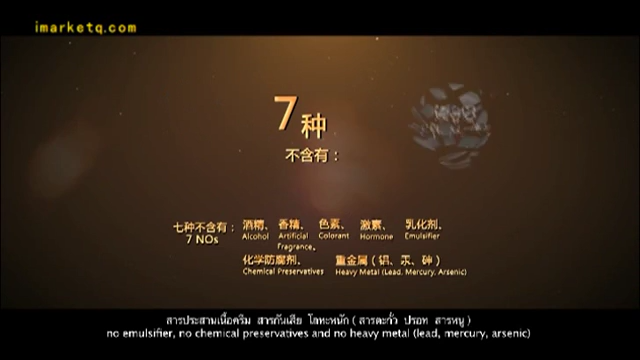 imarketq.com
7种
不含有：
七种不含有： 酒精、 香精、 色素、 激素、 乳化剂、
7 NOs Alcohol Artificial Fragrance。 Colorant Hormone Emulsifier
化学防腐剂、 重金属（铅、汞、砷）
Chemical Preservatives Heavy Metal (Lead, Mercury, Arsenic)
สารประสานเนื้อครีม สารกันเสีย โลหะหนัก ( สารตะกั่ว ปรอท สารหนู )
no emulsifier, no chemical preservatives and no heavy metal (lead, mercury, arsenic)